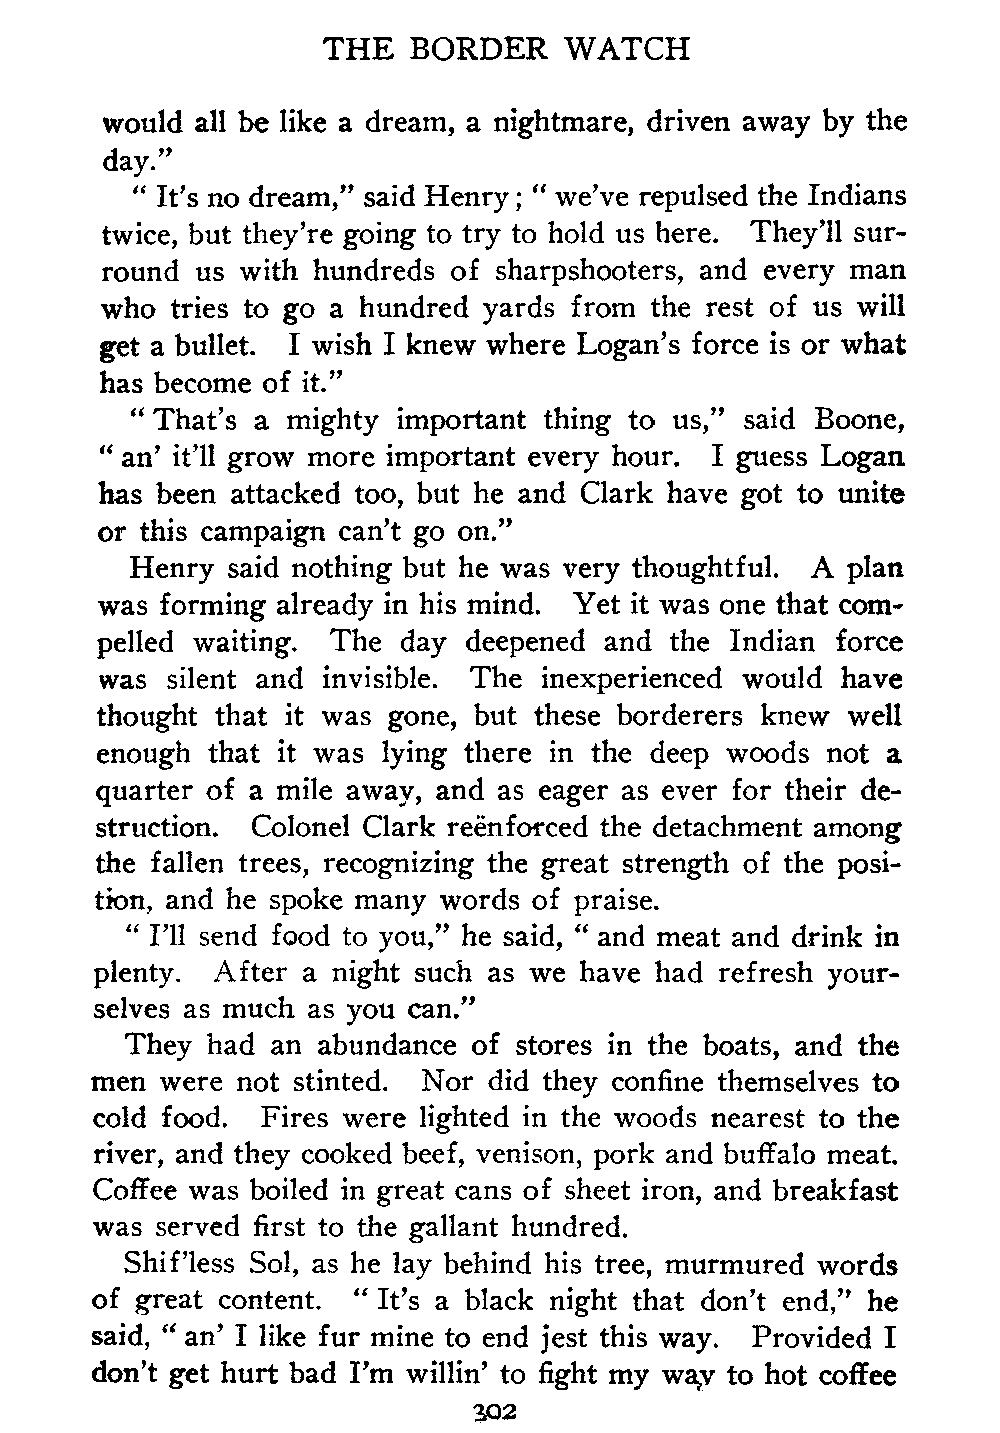 THE BORDER WATCH
would all be like a dream, a nightmare, driven away by the
day.”
“ It’s no dream,” said Henry; “ we’ve repulsed the Indians
twice, but they’re going to try to hold us here. They’ll sur-
round us with hundreds of sharpshooters, and every man
who tries to go a hundred yards from the rest of us will
get a bullet. I wish I knew where Logan’s force is or what
has become of it.”
“ That’s a mighty important thing to us,” said Boone,
“ an’ it’ll grow more important every hour. I guess Logan
has been attacked too, but he and Clark have got to unite
or this campaign can’t go on.”
Henry said nothing but he was very thoughtful. A plan
was forming already in his mind. Yet it was one that com-
pelled waiting. The day deepened and the Indian force
was silent and invisible. The inexperienced would have
thought that it was gone, but these borderers knew well
enough that it was lying there in the deep woods not a
quarter of a mile away, and as eager as ever for their de-
struction. Colonel Clark reënforced the detachment among
the fallen trees, recognizing the great strength of the posi-
tion, and he spoke many words of praise.
“ I’ll send food to you,” he said, “ and meat and drink in
plenty. After a night such as we have had refresh your-
selves as much as you can.”
They had an abundance of stores in the boats, and the
men were not stinted. Nor did they confine themselves to
cold food. Fires were lighted in the woods nearest to the
river, and they cooked beef, venison, pork and buffalo meat.
Coffee was boiled in great cans of sheet iron, and breakfast
was served first to the gallant hundred.
Shif’less Sol, as he lay behind his tree, murmured words
of great content. “ It’s a black night that don’t end,” he
said, “ an’ I like fur mine to end jest this way. Provided I
don’t get hurt bad I’m willin’ to fight my way to hot coffee
302